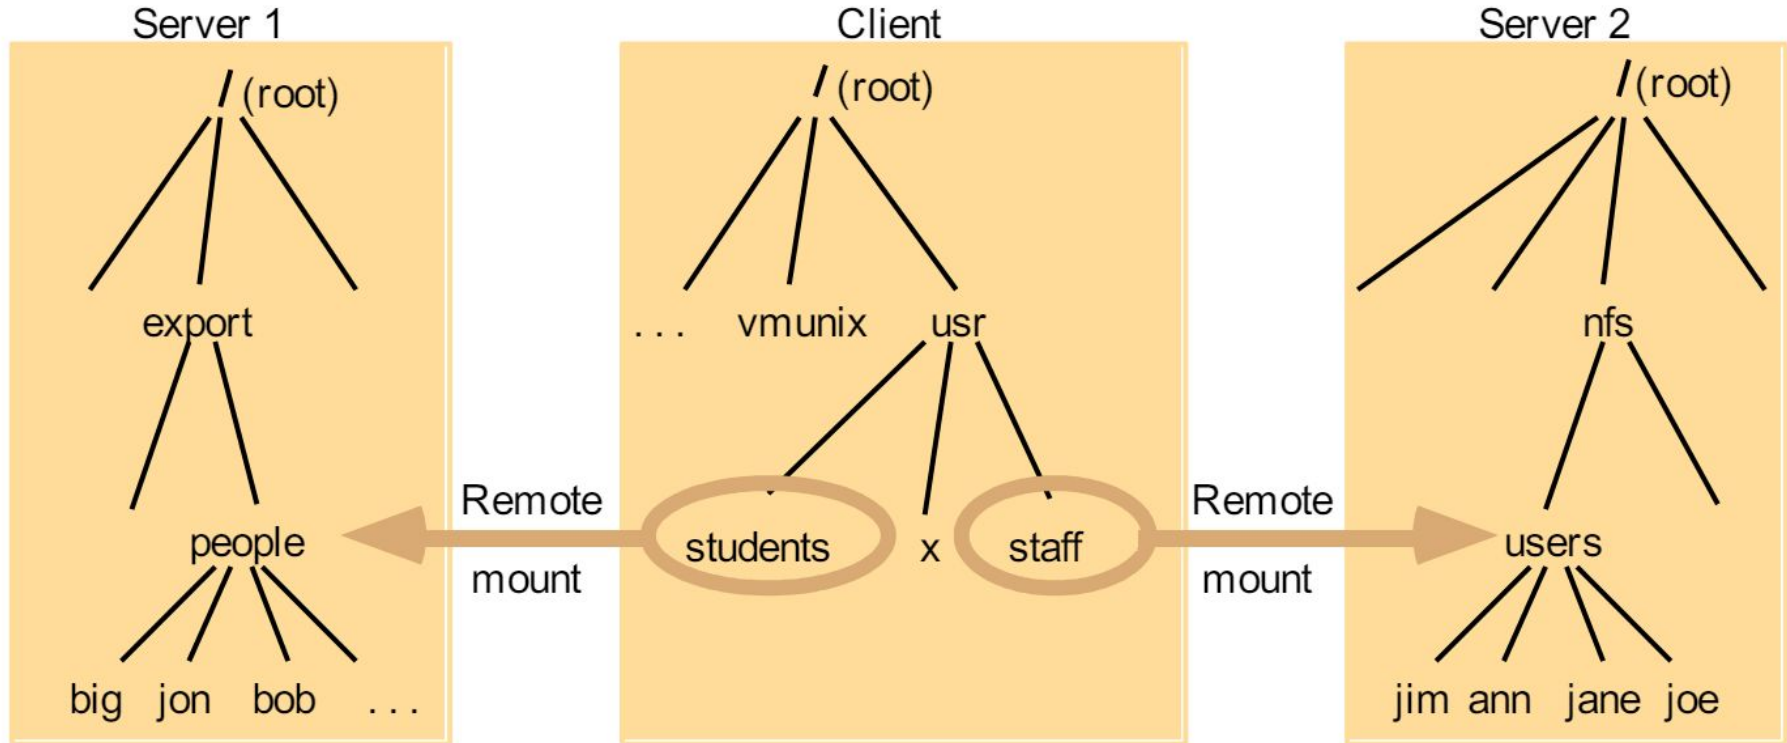 Server 1
Client
Server 2
/ (root)
/ (root)
/ (root)
export
. . . vmunix usr
nfs
Remote
mount
Remote
mount
people
students x staff
users
big jon bob . . .
jim ann jane joe